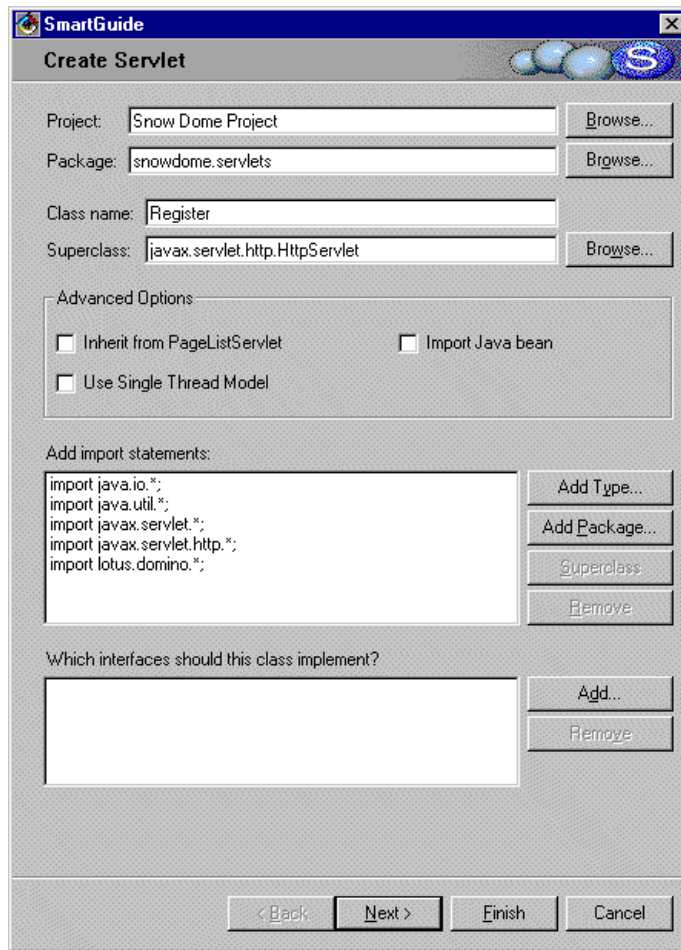 SmartGuide
Create Servlet
S
Project: Snow Dome Project Browse...
Package: snowdome.servlets Browse...
Class name: Register
Superclass: javax.servlet.http.HttpServlet Browse...
Advanced Options
Inherit from PageListServlet Import Java bean
Use Single Thread Model
Add import statements:
import java.io.*; Add Type...
import java.util.*;
import javax.servlet.*; Add Package...
import javax.servlet.http.*;
import lotus.domino.*; Superclass
Remove
Which interfaces should this class implement?
Add...
Remove
< Back Next > Finish Cancel